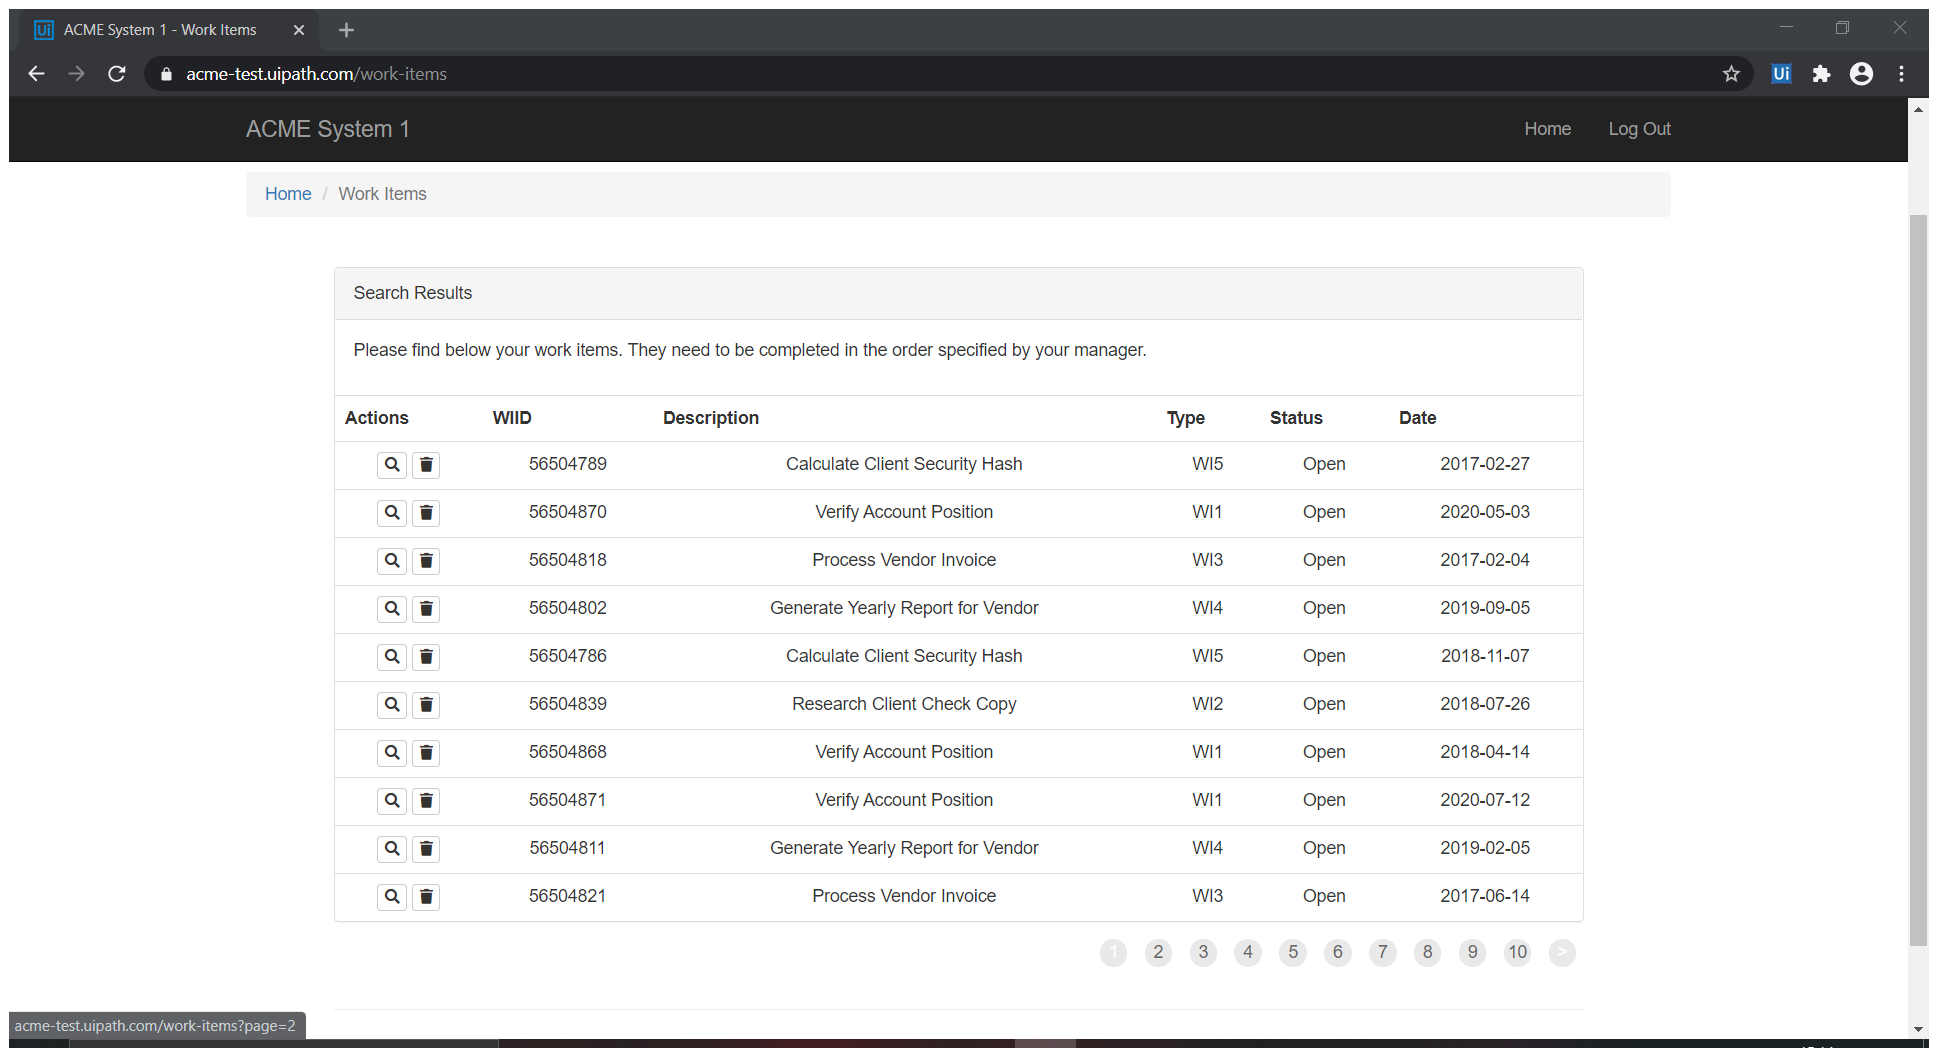 Ui ACME System 1 - Work Items
acme-test.uipath.com/work-items Ui
ACME System 1 Home Log Out
Home / Work Items
Search Results
Please find below your work items. They need to be completed in the order specified by your manager.
Actions WIID Description Type Status Date
56504789 Calculate Client Security Hash WI5 Open 2017-02-27
56504870 Verify Account Position WI1 Open 2020-05-03
56504818 Process Vendor Invoice WI3 Open 2017-02-04
56504802 Generate Yearly Report for Vendor WI4 Open 2019-09-05
56504786 Calculate Client Security Hash WI5 Open 2018-11-07
56504839 Research Client Check Copy WI2 Open 2018-07-26
56504868 Verify Account Position WI1 Open 2018-04-14
56504871 Verify Account Position WI1 Open 2020-07-12
56504811 Generate Yearly Report for Vendor WI4 Open 2019-02-05
56504821 Process Vendor Invoice WI3 Open 2017-06-14
1 2 3 4 5 6 7 8 9 10 >
acme-test.uipath.com/work-items?page=2